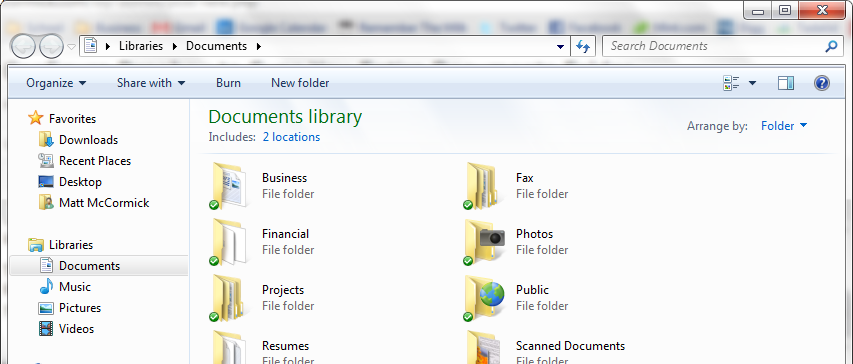 Libraries Documents
Search Documents
Organize Share with Burn New folder
Documents library
Includes: 2 locations
Arrange by: Folder
Favorites
Downloads
Recent Places
Desktop
Matt McCormick
Libraries
Documents
Music
Pictures
Videos
Business
File folder
Fax
File folder
Financial
File folder
Photos
File folder
Projects
File folder
Public
File folder
Resumes
Scanned Documents